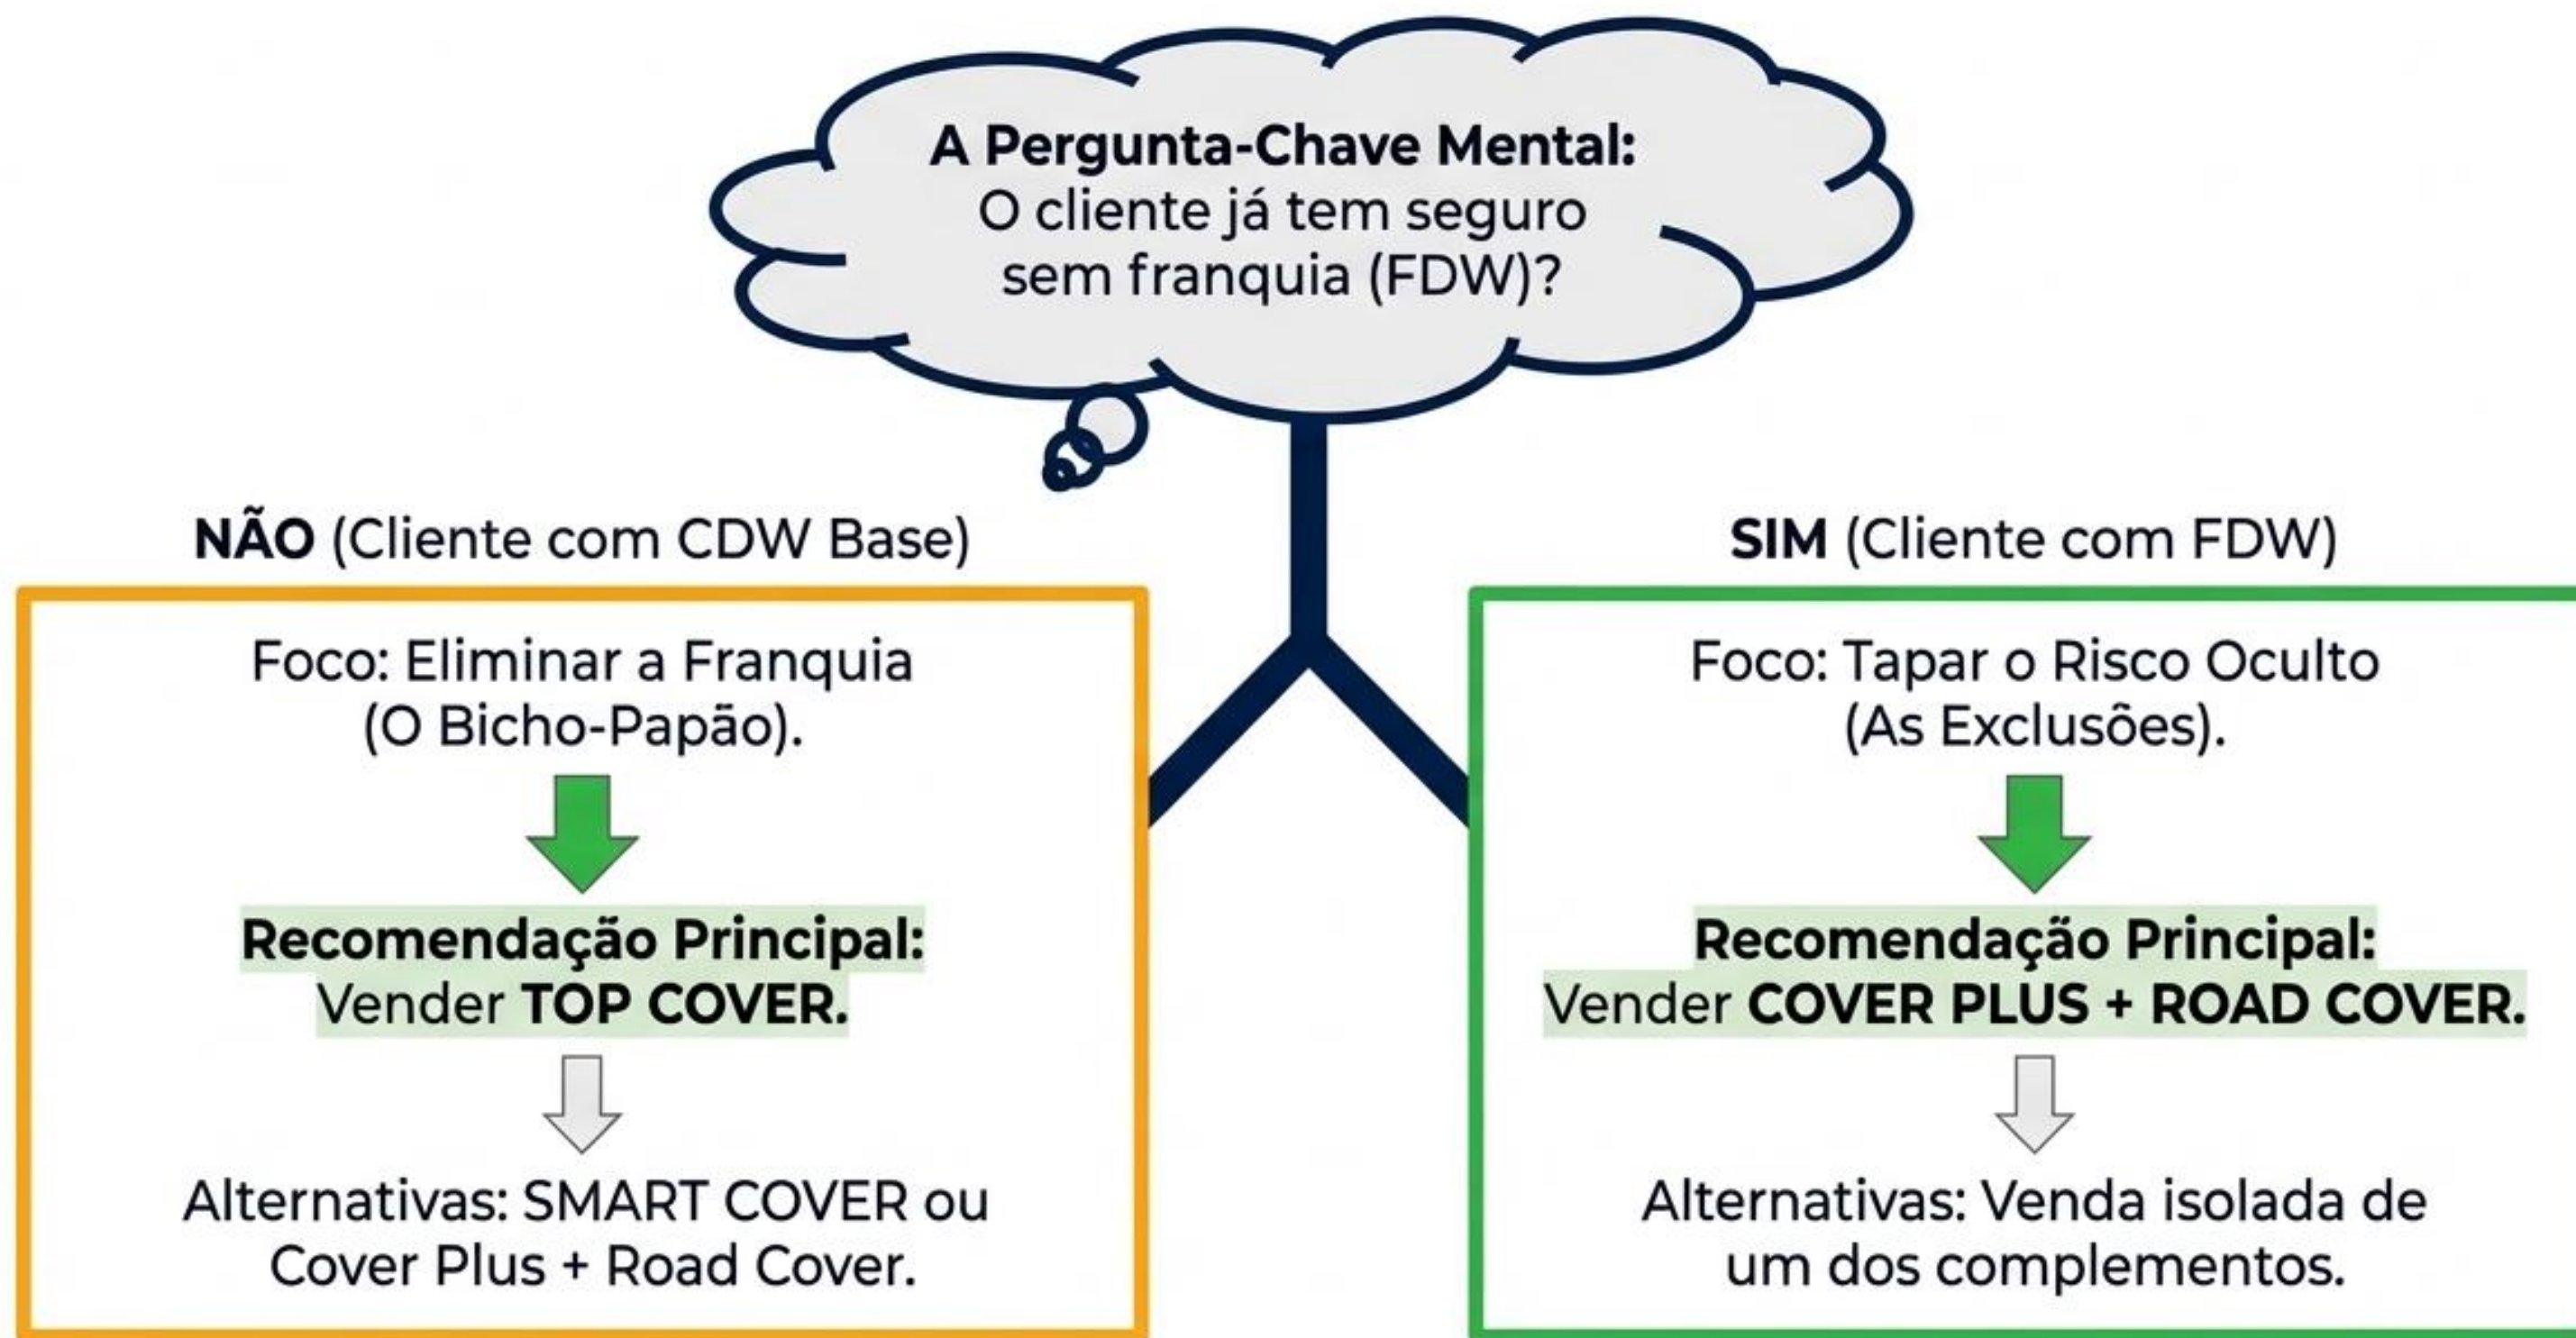 A Pergunta-Chave Mental:
O cliente já tem seguro
sem franquia (FDW)?
NÃO (Cliente com CDW Base)
Foco: Eliminar a Franquia
(O Bicho-Papão).
Recomendação Principal:
Vender TOP COVER.
Alternativas: SMART COVER ou
Cover Plus + Road Cover.
SIM (Cliente com FDW)
Foco: Tapar o Risco Oculto
(As Exclusões).
Recomendação Principal:
Vender COVER PLUS + ROAD COVER.
Alternativas: Venda isolada de
um dos complementos.